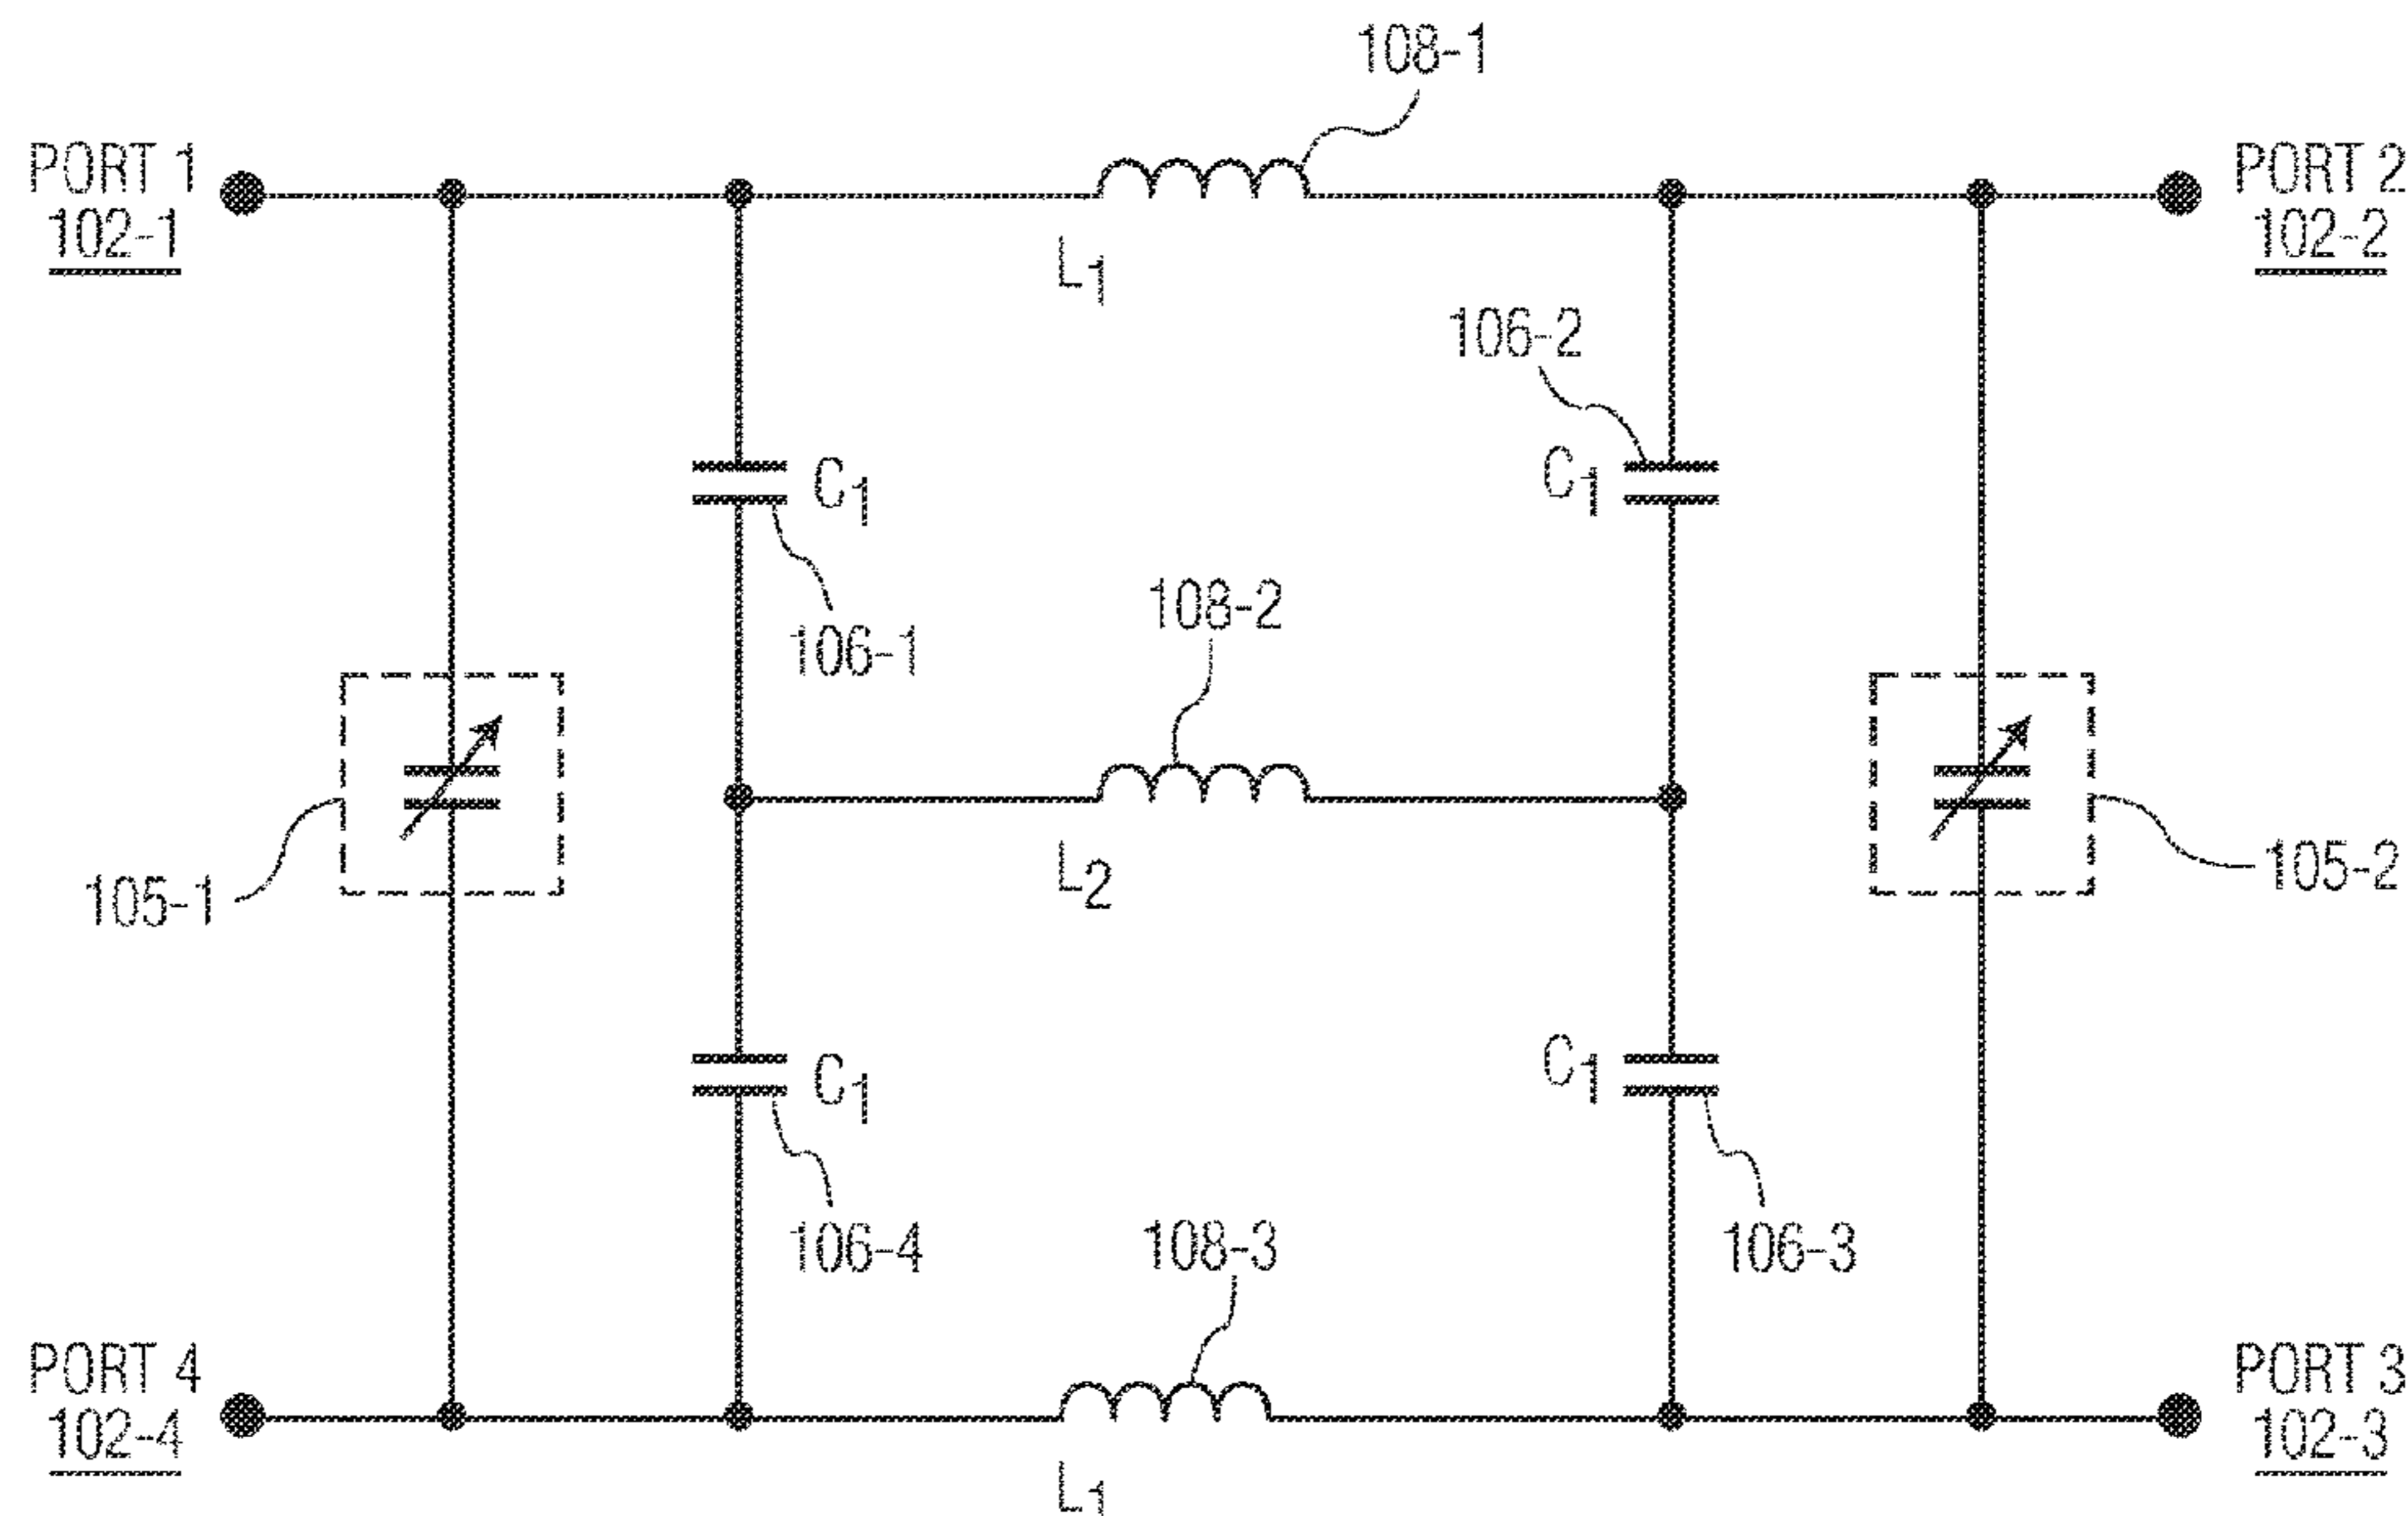 108-1
PORT 1
102-1
PORT 2
102-2
L1
106-2
C1
C1
108-2
106-1
105-1
L2
105-2
C1
C1
106-4
108-3
106-3
PORT 4
102-4
PORT 3
102-3
L1